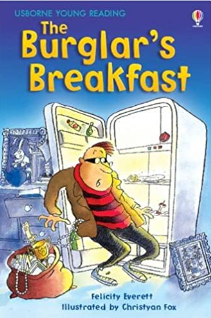 USBORNE YOUNG READING
The
Burglar's
Breakfast
Felicity Everett
Illustrated by Christyan Fox